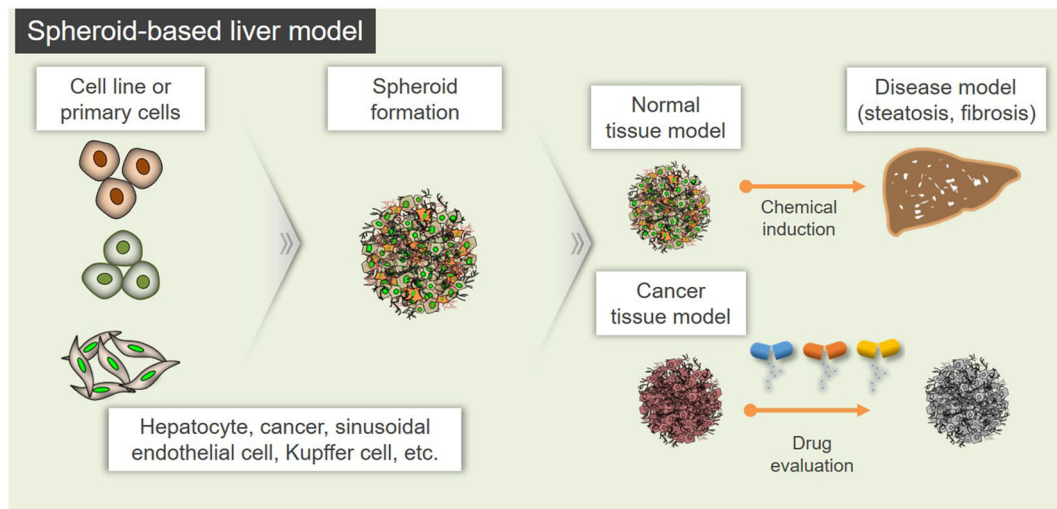 Spheroid-based liver model
Cell line or
primary cells
Spheroid
formation
Normal
tissue model
Disease model
(steatosis, fibrosis)
Chemical
induction
Cancer
tissue model
Hepatocyte, cancer, sinusoidal
endothelial cell, Kupffer cell, etc.
Drug
evaluation